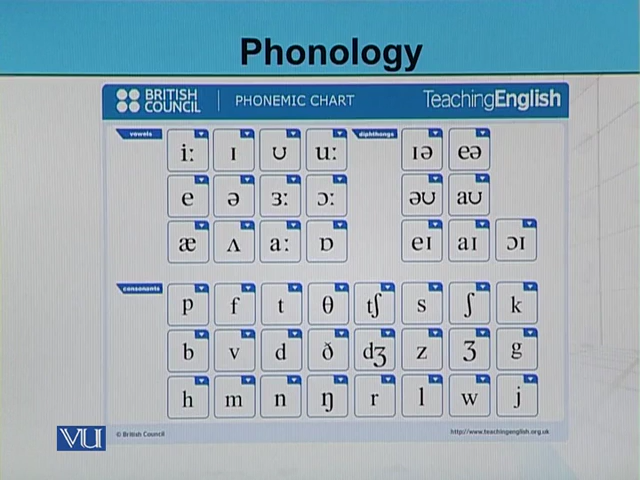 Phonology
BRITISH COUNCIL PHONEMIC CHART TeachingEnglish
vowels diphthongs
iː ɪ ʊ uː ɪə eə
e ə ɜː ɔː əʊ aʊ
æ ʌ aː ɒ eɪ aɪ ɔɪ
consonants
p f t θ tʃ s ʃ k
b v d ð dʒ z ʒ g
h m n ŋ r l w j
VU © British Council http://www.teachingenglish.org.uk